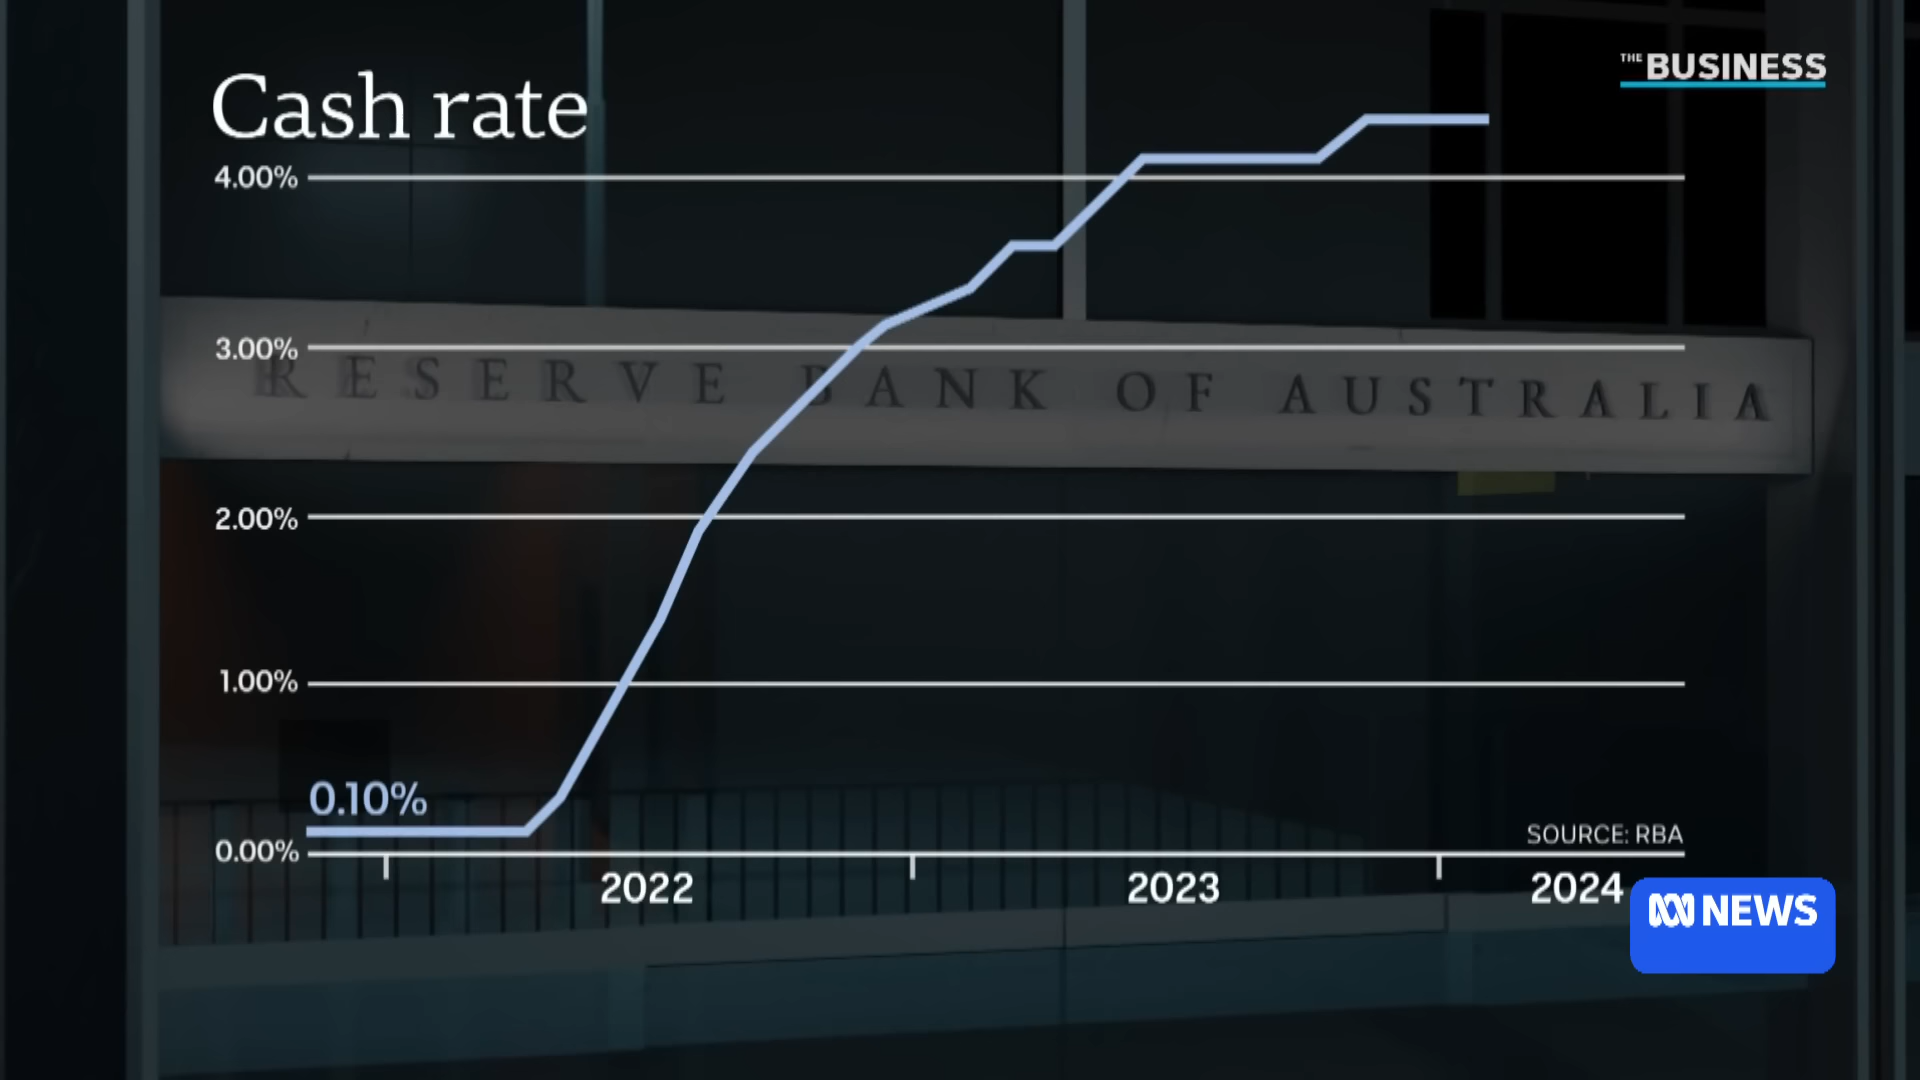 Cash rate
THE BUSINESS
4.00%
3.00%
RESERVE BANK OF AUSTRALIA
2.00%
1.00%
0.10%
0.00%
SOURCE: RBA
2022 2023 2024
NEWS